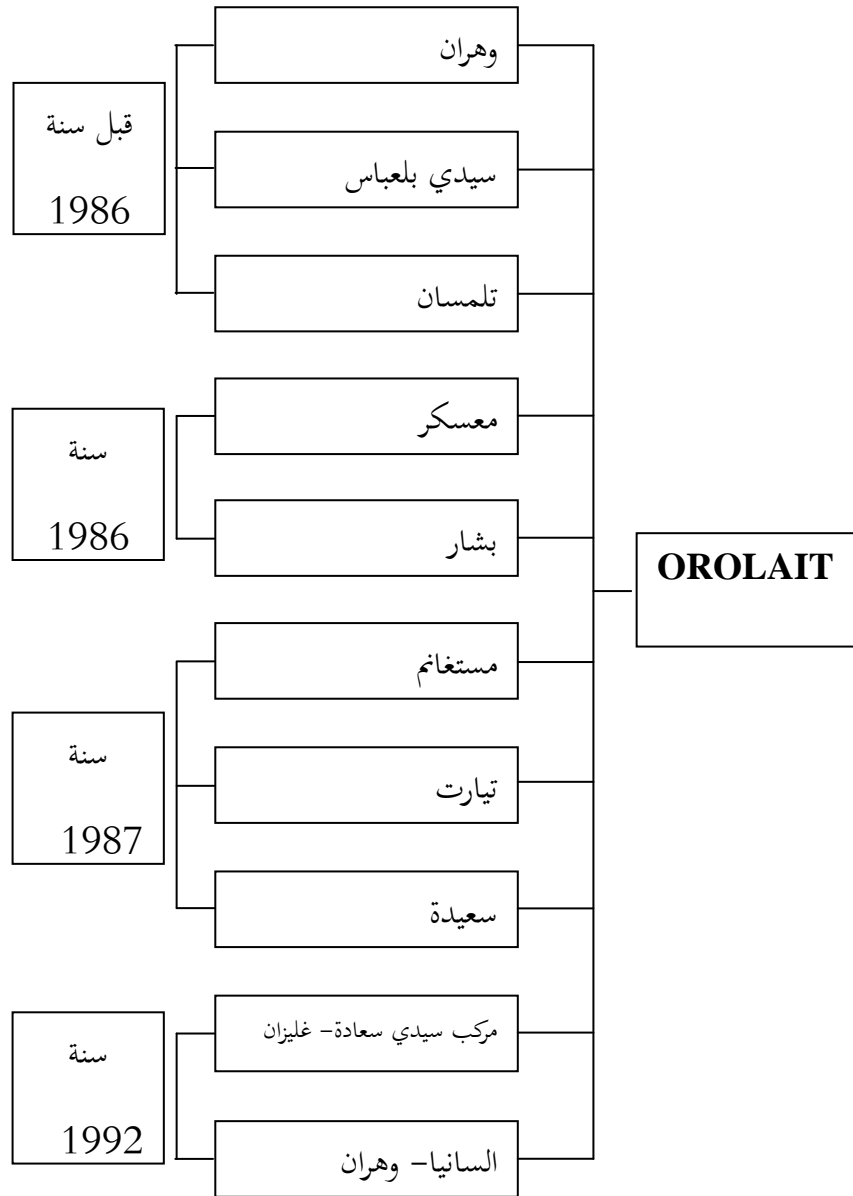 OROLAIT
قبل سنة
1986
وهران
سيدي بلعباس
تلمسان
سنة
1986
معسكر
بشار
سنة
1987
مستغانم
تيارت
سعيدة
سنة
1992
مركب سيدي سعادة- غليزان
السانيا- وهران